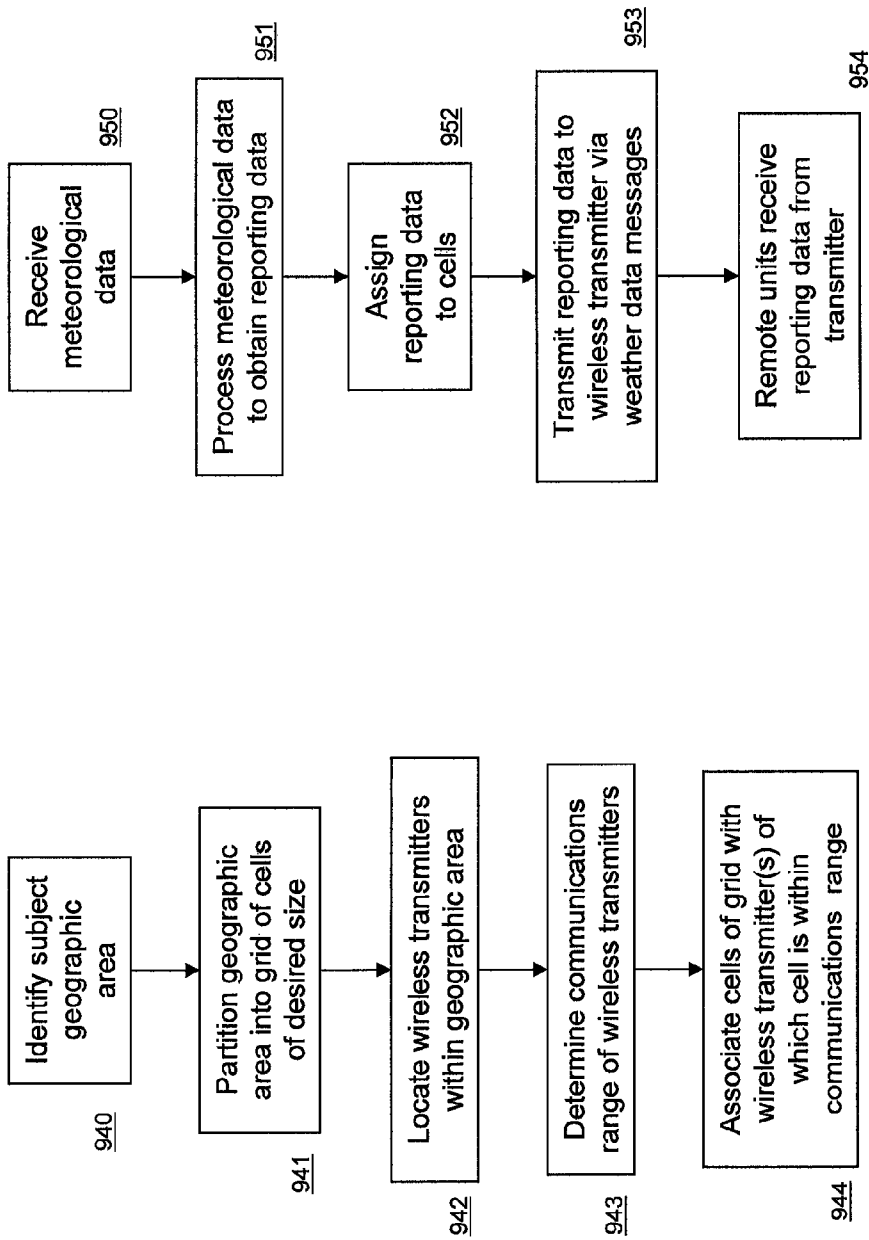 940
Identify subject
geographic
area
941
Partition geographic
area into grid of cells
of desired size
942
Locate wireless transmitters
within geographic area
943
Determine communications
range of wireless transmitters
944
Associate cells of grid with
wireless transmitter(s) of
which cell is within
communications range
950
Receive
meteorological
data
951
Process meteorological data
to obtain reporting data
952
Assign
reporting data
to cells
953
Transmit reporting data to
wireless transmitter via
weather data messages
954
Remote units receive
reporting data from
transmitter